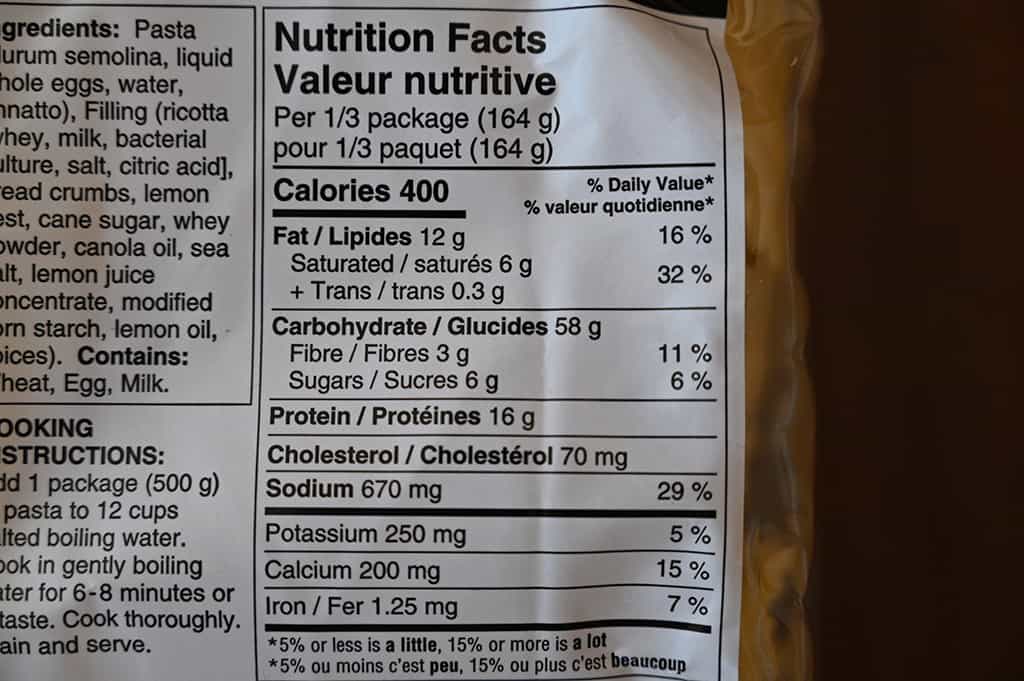 gredients: Pasta
urum semolina, liquid
hole eggs, water,
nnatto), Filling (ricotta
hey, milk, bacterial
ulture, salt, citric acid],
read crumbs, lemon
est, cane sugar, whey
owder, canola oil, sea
alt, lemon juice
oncentrate, modified
orn starch, lemon oil,
pices). Contains:
heat, Egg, Milk.
OOKING
STRUCTIONS:
dd 1 package (500 g)
pasta to 12 cups
lted boiling water.
ook in gently boiling
ater for 6-8 minutes or
taste. Cook thoroughly.
ain and serve.
Nutrition Facts
Valeur nutritive
Per 1/3 package (164 g)
pour 1/3 paquet (164 g)
Calories 400
% Daily Value*
% valeur quotidienne*
Fat / Lipides 12 g 16 %
Saturated / saturés 6 g
+ Trans / trans 0.3 g
32 %
Carbohydrate / Glucides 58 g
Fibre / Fibres 3 g 11 %
Sugars / Sucres 6 g 6 %
Protein / Protéines 16 g
Cholesterol / Cholestérol 70 mg
Sodium 670 mg 29 %
Potassium 250 mg 5 %
Calcium 200 mg 15 %
Iron / Fer 1.25 mg 7 %
*5% or less is a little, 15% or more is a lot
*5% ou moins c'est peu, 15% ou plus c'est beaucoup